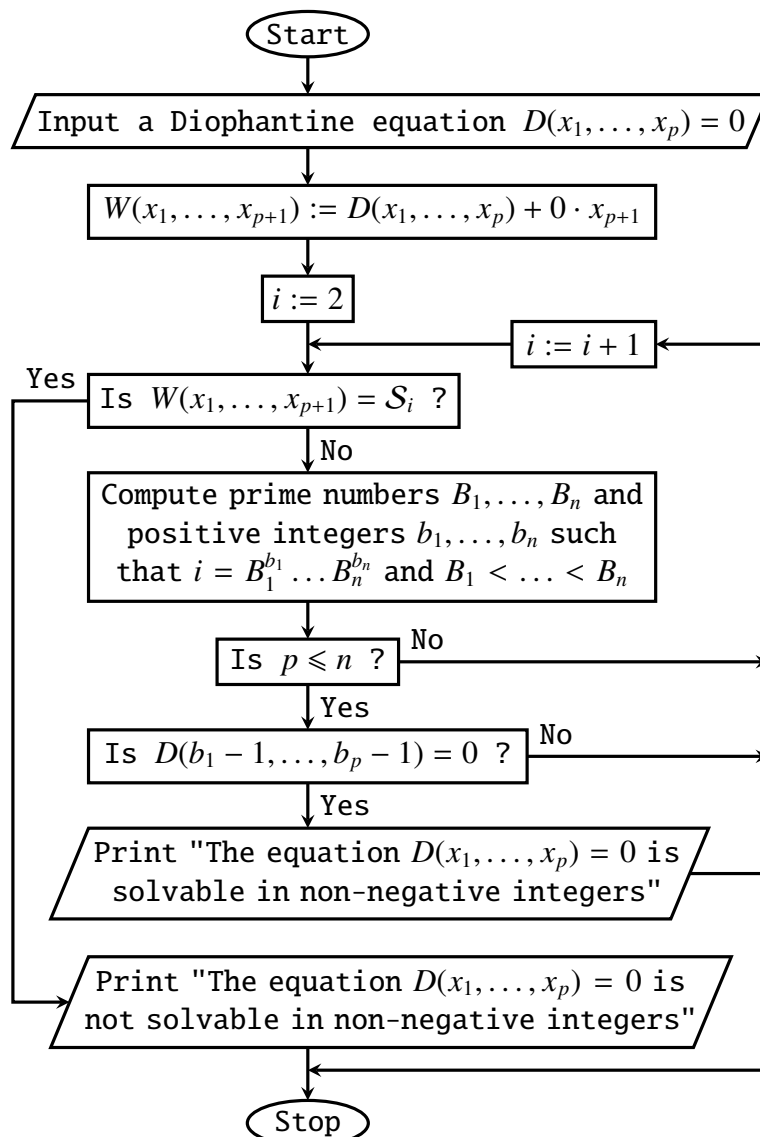 Start
Input a Diophantine equation D(x₁, …, xₚ) = 0
W(x₁, …, xₚ₊₁) := D(x₁, …, xₚ) + 0 · xₚ₊₁
i := 2
i := i + 1
Yes
Is W(x₁, …, xₚ₊₁) = 𝒮ᵢ ?
No
Compute prime numbers B₁, …, Bₙ and
positive integers b₁, …, bₙ such
that i = B₁^{b₁} … Bₙ^{bₙ} and B₁ < … < Bₙ
Is p ⩽ n ?
No
Yes
Is D(b₁ − 1, …, bₚ − 1) = 0 ?
No
Yes
Print "The equation D(x₁, …, xₚ) = 0 is
solvable in non-negative integers"
Print "The equation D(x₁, …, xₚ) = 0 is
not solvable in non-negative integers"
Stop